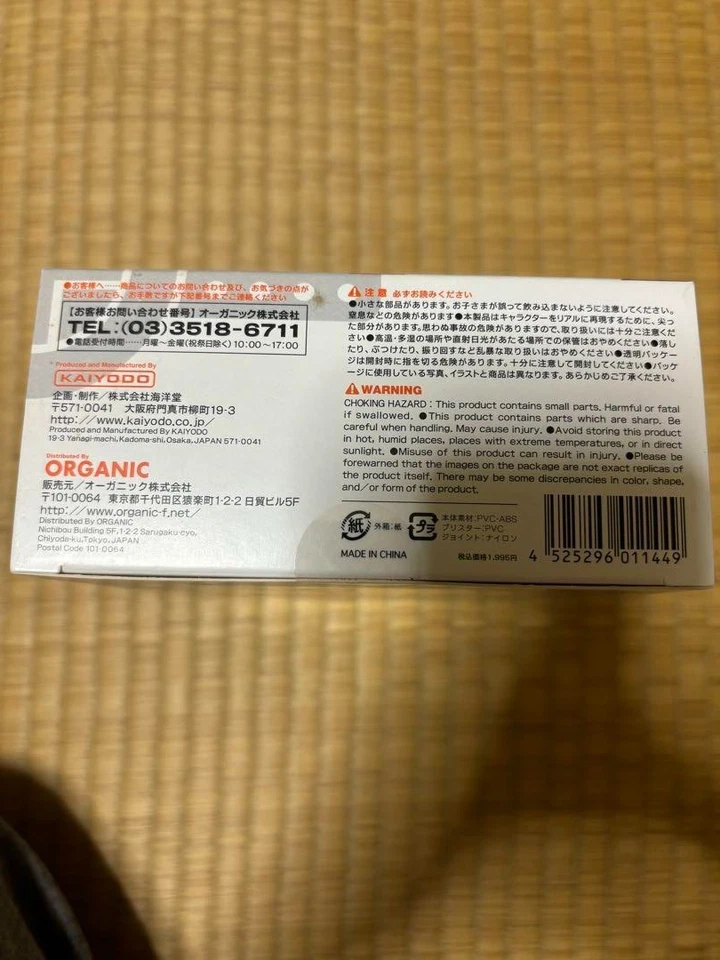 ●お客様へ……商品についてのお問い合わせ及び、お気づきの点が
ございましたら、お手数ですが下記番号までご連絡ください
【お客様お問い合わせ番号】オーガニック株式会社
TEL:(03)3518-6711
●電話受付時間……月曜～金曜(祝祭日除く)10:00～17:00
Produced and Manufactured By
KAIYODO
企画・制作/株式会社海洋堂
〒571-0041 大阪府門真市柳町19-3
http://www.kaiyodo.co.jp/
Produced and Manufactured By KAIYODO
19-3 Yanagi-machi, Kadoma-shi, Osaka, JAPAN 571-0041
Distributed By
ORGANIC
販売元/オーガニック株式会社
〒101-0064 東京都千代田区猿楽町1-2-2 日貿ビル5F
http://www.organic-f.net/
Distributed By ORGANIC
Nichibou Building 5F, 1-2-2 Sarugaku-cyo,
Chiyoda-ku, Tokyo, JAPAN
Postal Code 101-0064
注意 必ずお読みください
●小さな部品があります。お子さまが誤って飲み込まないように注意してください。
窒息などの危険があります●本製品はキャラクターをリアルに再現するために、尖っ
た部分があります。思わぬ事故の危険がありますので、取り扱いには十分ご注意くだ
さい●高温・多湿の場所や直射日光があたる場所での保管はおやめください●落し
たり、ぶつけたり、振り回すなど乱暴な取り扱いはおやめください●透明パッケー
ジは開封時に指を切る危険があります。十分に注意して開封してください●パッケ
ージに使用している写真、イラストと商品は異なります。あらかじめご了承ください。
WARNING
CHOKING HAZARD : This product contains small parts. Harmful or fatal
if swallowed. ●This product contains parts which are sharp. Be
careful when handling. May cause injury. ●Avoid storing this product
in hot, humid places, places with extreme temperatures, or in direct
sunlight. ●Misuse of this product can result in injury. ●Please be
forewarned that the images on the package are not exact replicas of
the product itself. There may be some discrepancies in color, shape,
and/or form of the product.
紙 外箱:紙 プラ 本体素材:PVC・ABS
ブリスター:PVC
ジョイント:ナイロン
MADE IN CHINA
税込価格1,995円
4 525296 011449